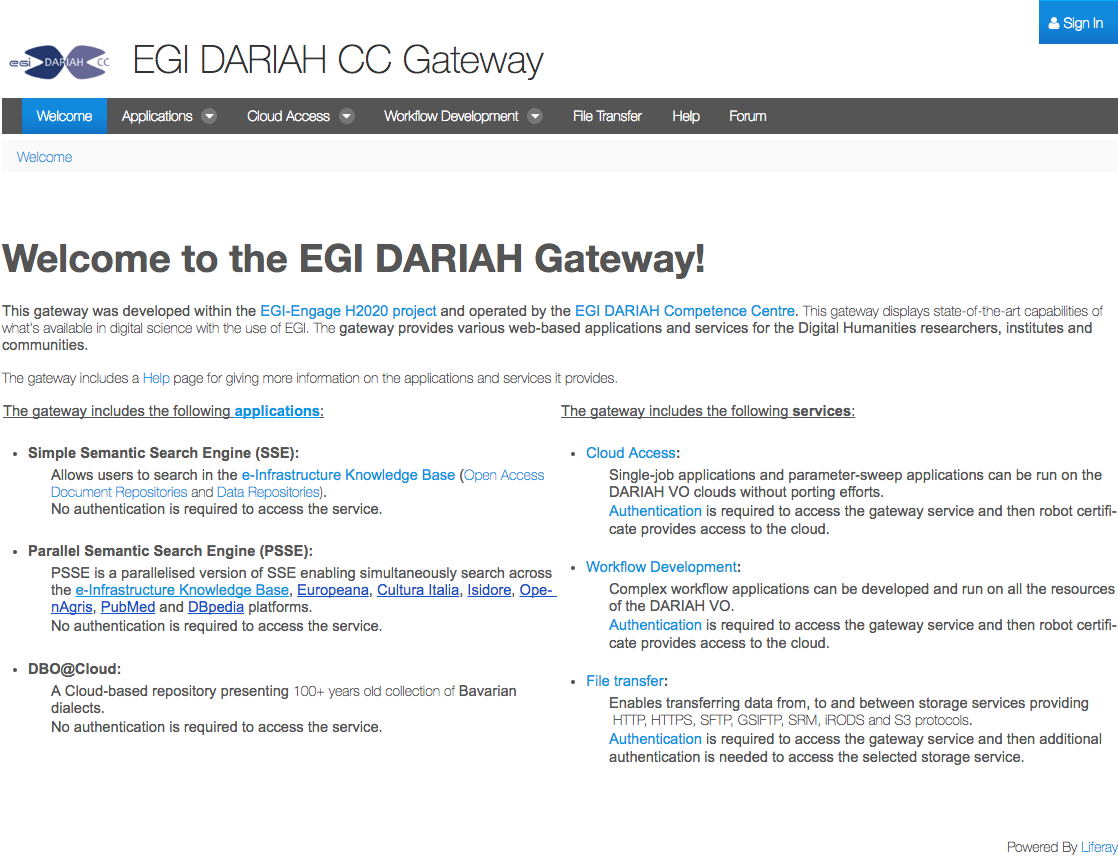 Sign In
egi DARIAH CC
EGI DARIAH CC Gateway
Welcome Applications Cloud Access Workflow Development File Transfer Help Forum
Welcome
Welcome to the EGI DARIAH Gateway!
This gateway was developed within the EGI-Engage H2020 project and operated by the EGI DARIAH Competence Centre. This gateway displays state-of-the-art capabilities of
what's available in digital science with the use of EGI. The gateway provides various web-based applications and services for the Digital Humanities researchers, institutes and
communities.
The gateway includes a Help page for giving more information on the applications and services it provides.
The gateway includes the following applications:
• Simple Semantic Search Engine (SSE):
Allows users to search in the e-Infrastructure Knowledge Base (Open Access
Document Repositories and Data Repositories).
No authentication is required to access the service.
• Parallel Semantic Search Engine (PSSE):
PSSE is a parallelised version of SSE enabling simultaneously search across
the e-Infrastructure Knowledge Base, Europeana, Cultura Italia, Isidore, Ope-
nAgris, PubMed and DBpedia platforms.
No authentication is required to access the service.
• DBO@Cloud:
A Cloud-based repository presenting 100+ years old collection of Bavarian
dialects.
No authentication is required to access the service.
The gateway includes the following services:
• Cloud Access:
Single-job applications and parameter-sweep applications can be run on the
DARIAH VO clouds without porting efforts.
Authentication is required to access the gateway service and then robot certifi-
cate provides access to the cloud.
• Workflow Development:
Complex workflow applications can be developed and run on all the resources
of the DARIAH VO.
Authentication is required to access the gateway service and then robot certifi-
cate provides access to the cloud.
• File transfer:
Enables transferring data from, to and between storage services providing
HTTP, HTTPS, SFTP, GSIFTP, SRM, iRODS and S3 protocols.
Authentication is required to access the gateway service and then additional
authentication is needed to access the selected storage service.
Powered By Liferay